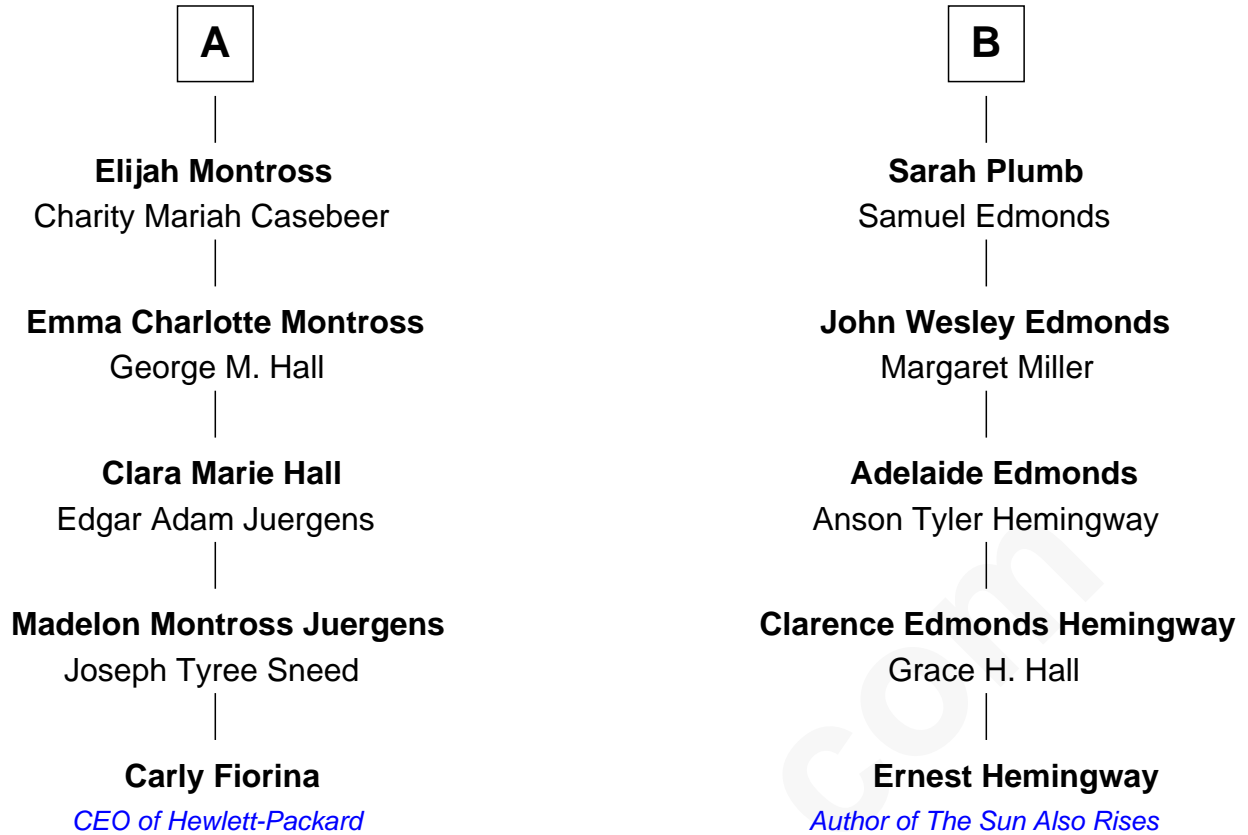 A
Elijah Montross
Charity Mariah Casebeer
Emma Charlotte Montross
George M. Hall
Clara Marie Hall
Edgar Adam Juergens
Madelon Montross Juergens
Joseph Tyree Sneed
Carly Fiorina
CEO of Hewlett-Packard
B
Sarah Plumb
Samuel Edmonds
John Wesley Edmonds
Margaret Miller
Adelaide Edmonds
Anson Tyler Hemingway
Clarence Edmonds Hemingway
Grace H. Hall
Ernest Hemingway
Author of The Sun Also Rises
com